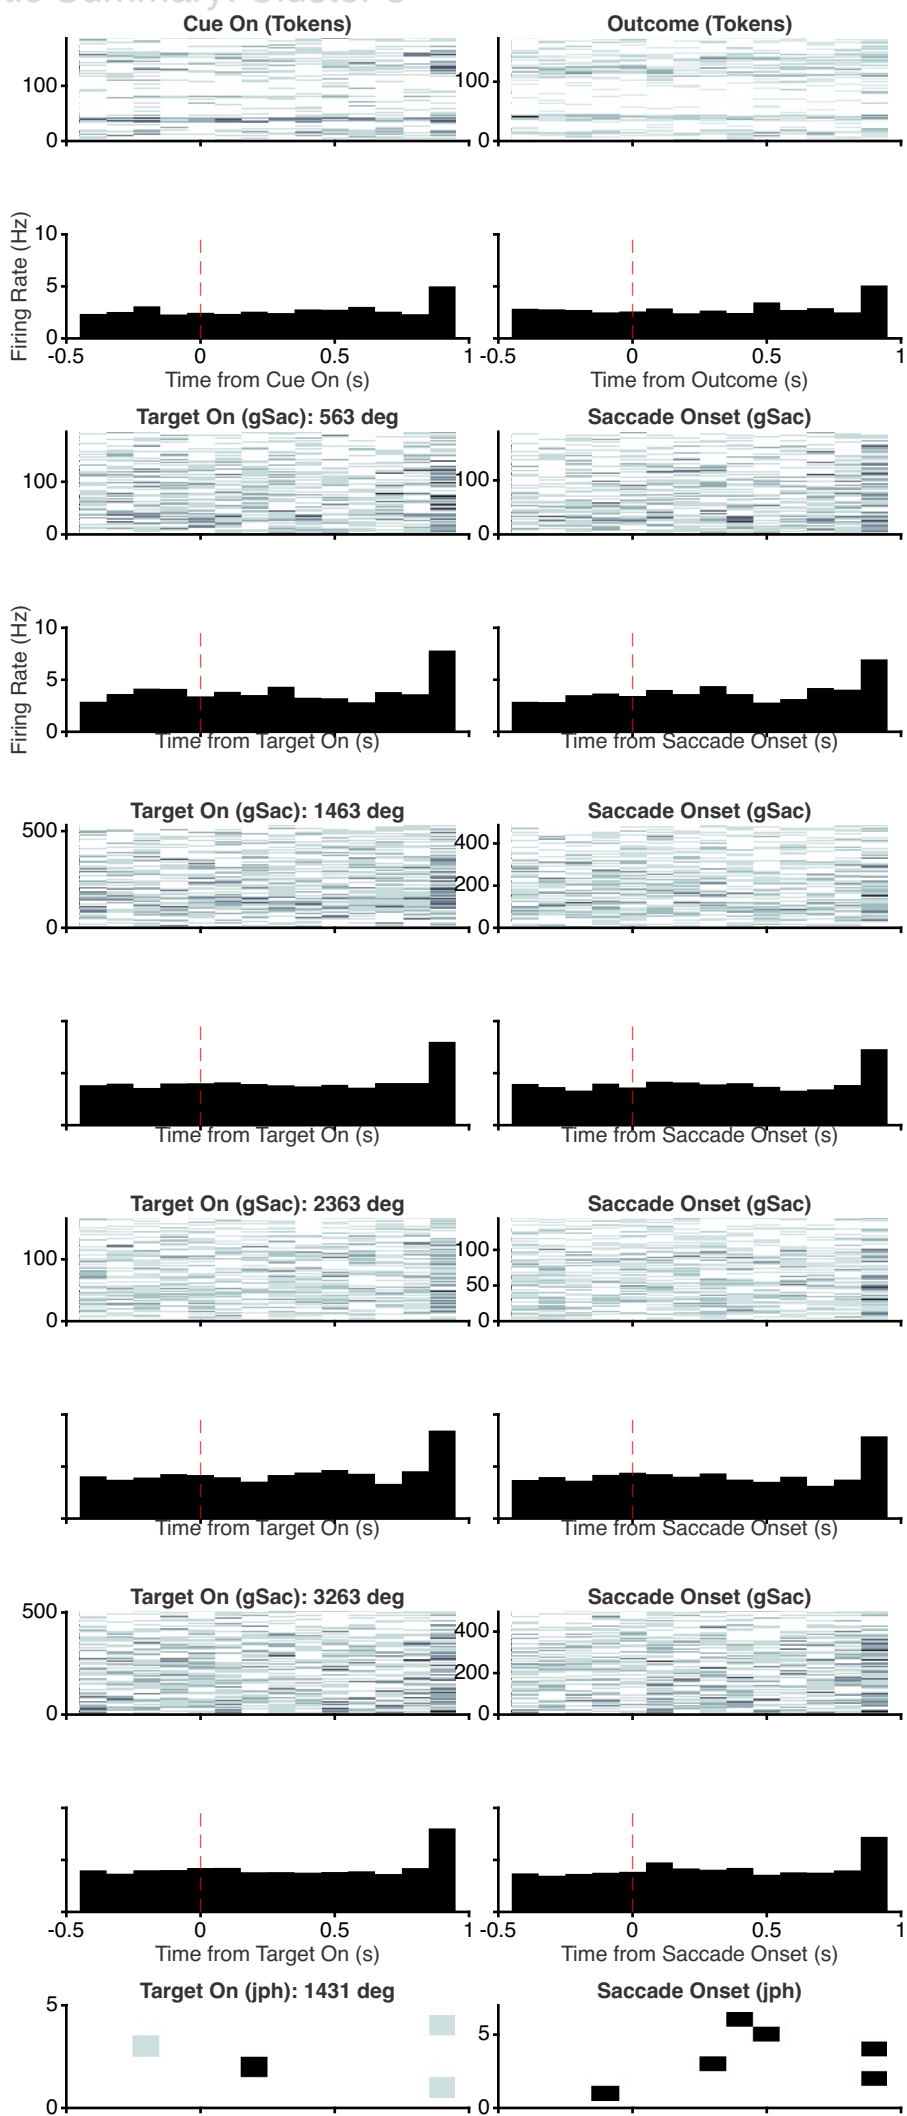 Summary: Cluster
Cue On (Tokens) Outcome (Tokens)
100 100
0 0
Firing Rate (Hz)
10
5
0
-0.5 0 0.5 1 -0.5 0 0.5 1
Time from Cue On (s) Time from Outcome (s)
Target On (gSac): 563 deg Saccade Onset (gSac)
100 100
0 0
Firing Rate (Hz)
10
5
0
Time from Target On (s) Time from Saccade Onset (s)
Target On (gSac): 1463 deg Saccade Onset (gSac)
500 400
200
0 0
Time from Target On (s) Time from Saccade Onset (s)
Target On (gSac): 2363 deg Saccade Onset (gSac)
100 100
50
0 0
Time from Target On (s) Time from Saccade Onset (s)
Target On (gSac): 3263 deg Saccade Onset (gSac)
500 400
200
0 0
-0.5 0 0.5 1 -0.5 0 0.5 1
Time from Target On (s) Time from Saccade Onset (s)
Target On (jph): 1431 deg Saccade Onset (jph)
5 5
0 0